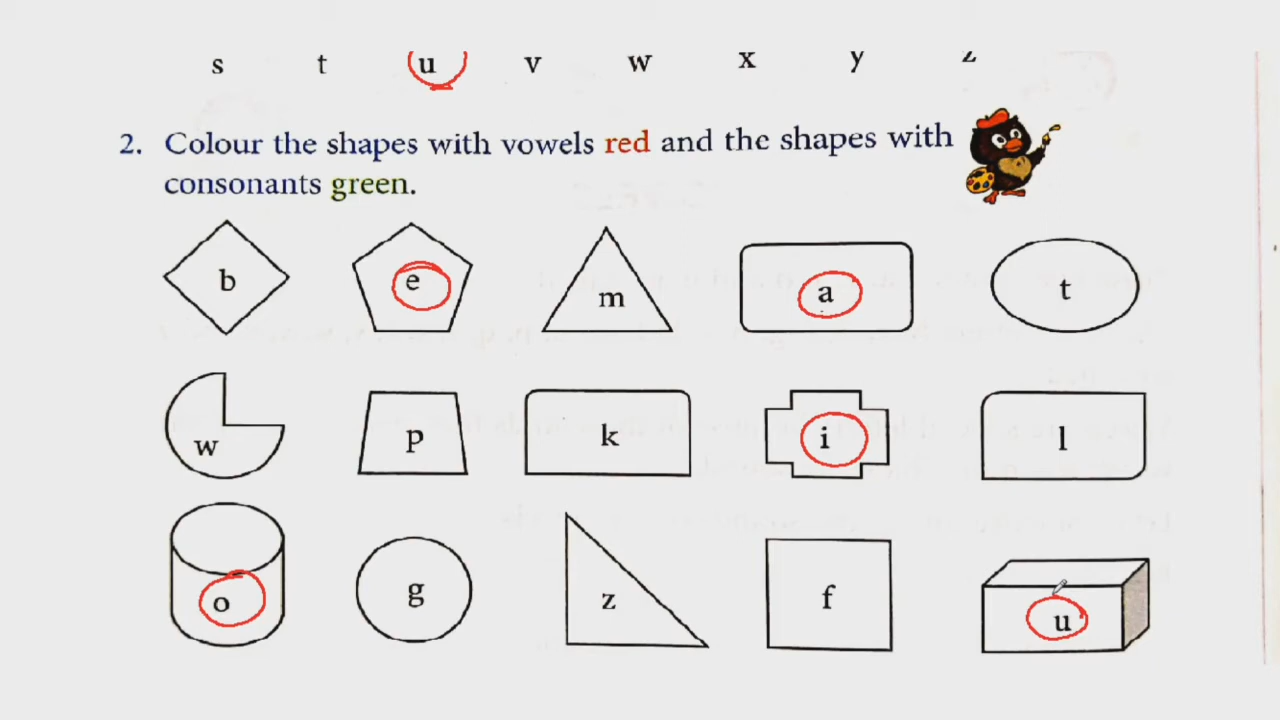 s t u v w x y z
2. Colour the shapes with vowels red and the shapes with
consonants green.
b e m a t
w p k i l
o g z f u